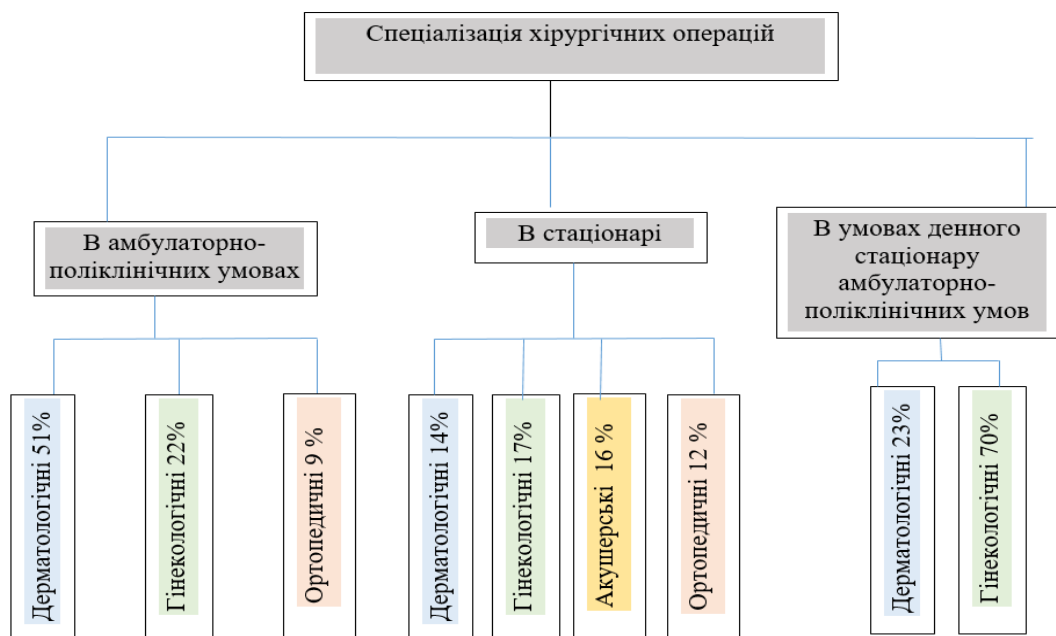 Спеціалізація хірургічних операцій
В амбулаторно-
поліклінічних умовах
В стаціонарі
В умовах денного
стаціонару
амбулаторно-
поліклінічних умов
Дерматологічні 51%
Гінекологічні 22%
Ортопедичні 9 %
Дерматологічні 14%
Гінекологічні 17%
Акушерські 16 %
Ортопедичні 12 %
Дерматологічні 23%
Гінекологічні 70%